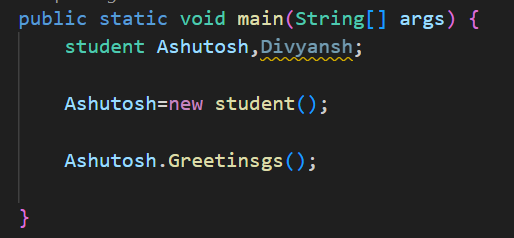 public static void main(String[] args) {
student Ashutosh,Divyansh;
Ashutosh=new student();
Ashutosh.Greetinsgs();
}